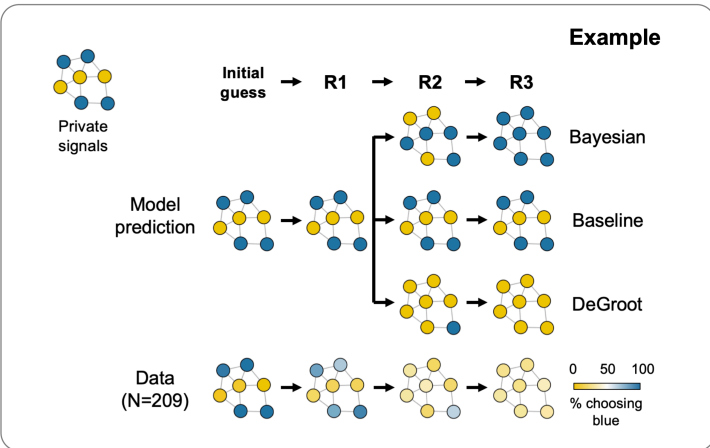 Example
Initial
guess
R1
R2
R3
Private
signals
Bayesian
Model
prediction
Baseline
DeGroot
Data
(N=209)
0 50 100
% choosing
blue